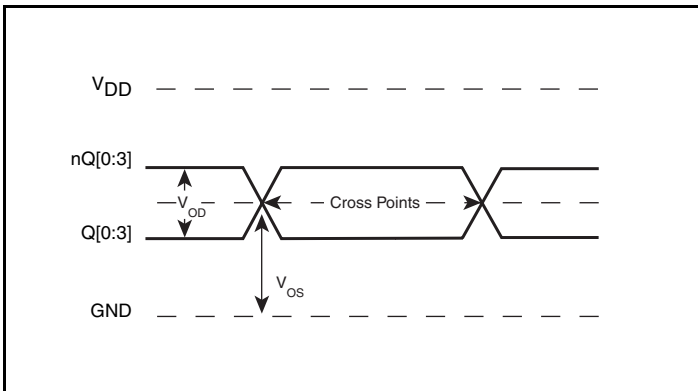 VDD
nQ[0:3]
VOD
Cross Points
Q[0:3]
VOS
GND